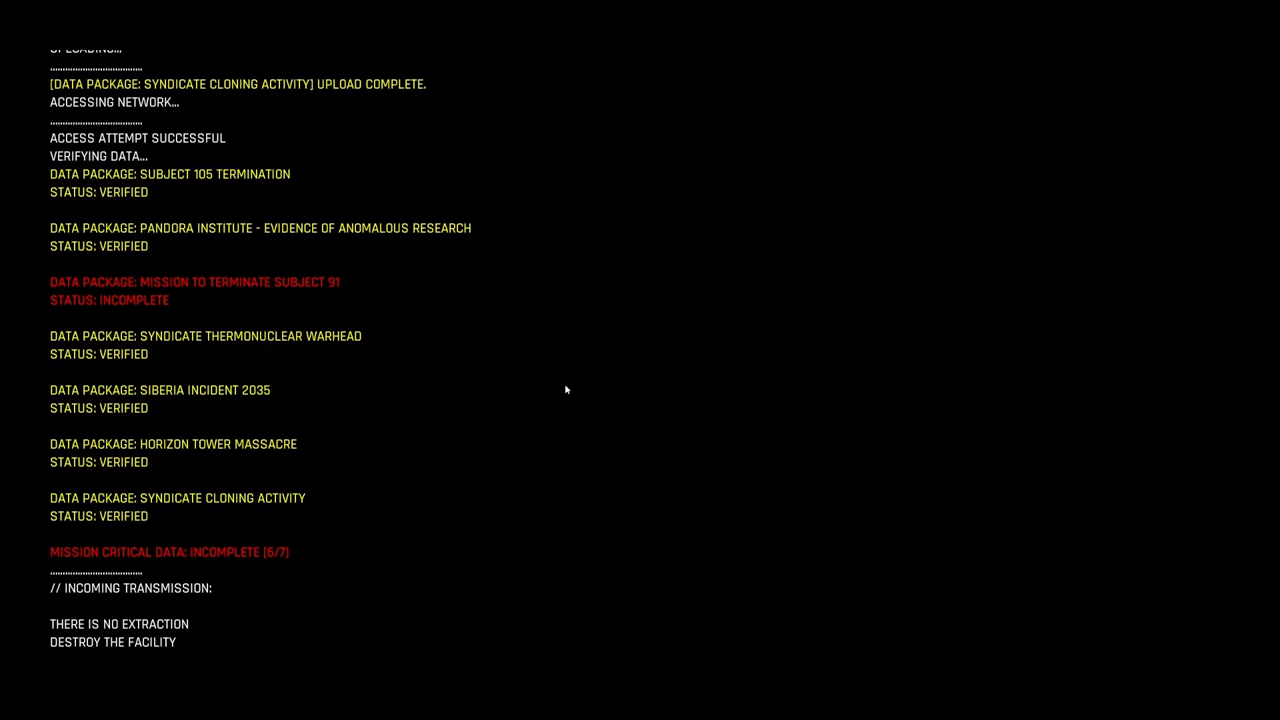 UPLOADING...
.....................................
[DATA PACKAGE: SYNDICATE CLONING ACTIVITY] UPLOAD COMPLETE.
ACCESSING NETWORK...
.....................................
ACCESS ATTEMPT SUCCESSFUL
VERIFYING DATA...
DATA PACKAGE: SUBJECT 105 TERMINATION
STATUS: VERIFIED
DATA PACKAGE: PANDORA INSTITUTE - EVIDENCE OF ANOMALOUS RESEARCH
STATUS: VERIFIED
DATA PACKAGE: MISSION TO TERMINATE SUBJECT 91
STATUS: INCOMPLETE
DATA PACKAGE: SYNDICATE THERMONUCLEAR WARHEAD
STATUS: VERIFIED
DATA PACKAGE: SIBERIA INCIDENT 2035
STATUS: VERIFIED
DATA PACKAGE: HORIZON TOWER MASSACRE
STATUS: VERIFIED
DATA PACKAGE: SYNDICATE CLONING ACTIVITY
STATUS: VERIFIED
MISSION CRITICAL DATA: INCOMPLETE [6/7]
.....................................
// INCOMING TRANSMISSION:
THERE IS NO EXTRACTION
DESTROY THE FACILITY